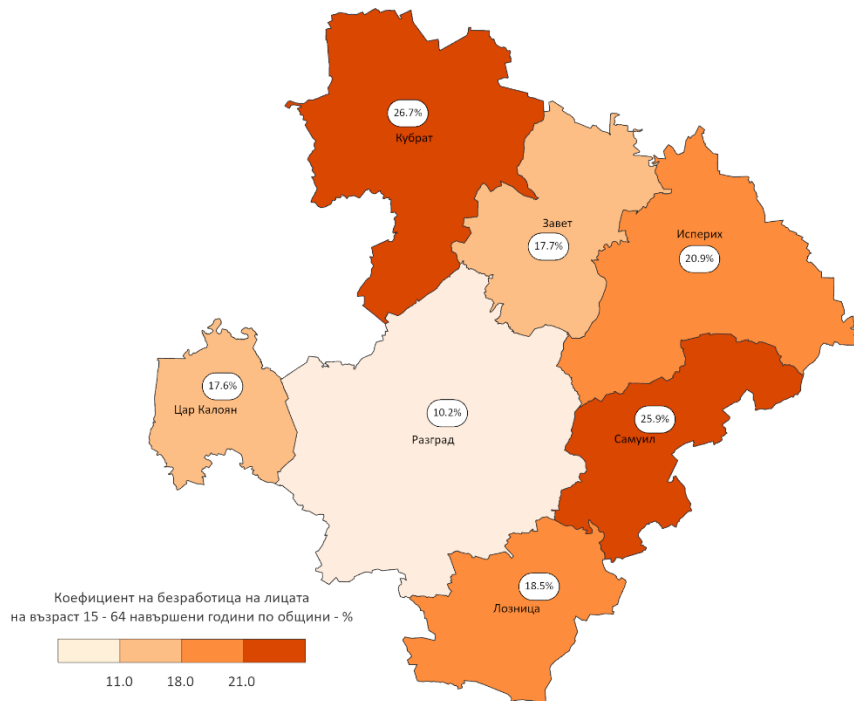 26.7%
Кубрат
Завет
17.7%
Исперих
20.9%
17.6%
Цар Калоян
10.2%
Разград
25.9%
Самуил
18.5%
Лозница
Коефициент на безработица на лицата
на възраст 15 - 64 навършени години по общини - %
11.0 18.0 21.0